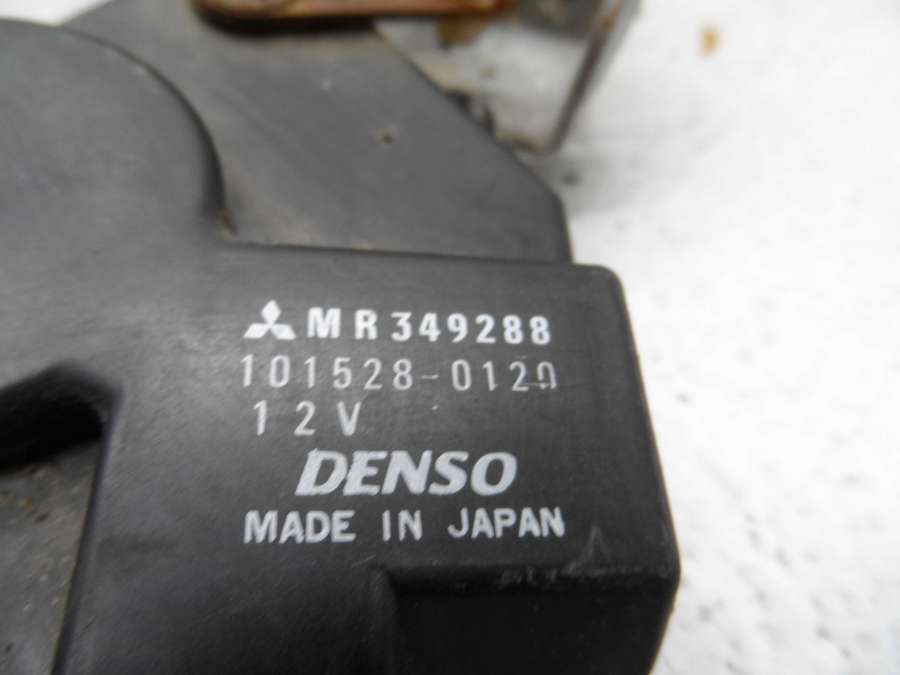 MR349288
101528-0120
12V
DENSO
MADE IN JAPAN